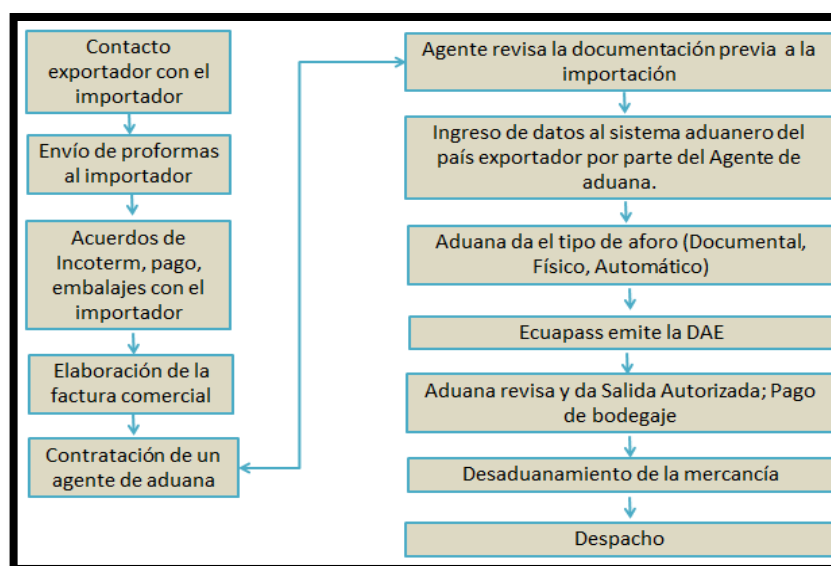 Contacto
exportador con el
importador
Envío de proformas
al importador
Acuerdos de
Incoterm, pago,
embalajes con el
importador
Elaboración de la
factura comercial
Contratación de un
agente de aduana
Agente revisa la documentación previa a la
importación
Ingreso de datos al sistema aduanero del
país exportador por parte del Agente de
aduana.
Aduana da el tipo de aforo (Documental,
Físico, Automático)
Ecuapass emite la DAE
Aduana revisa y da Salida Autorizada; Pago
de bodegaje
Desaduanamiento de la mercancía
Despacho